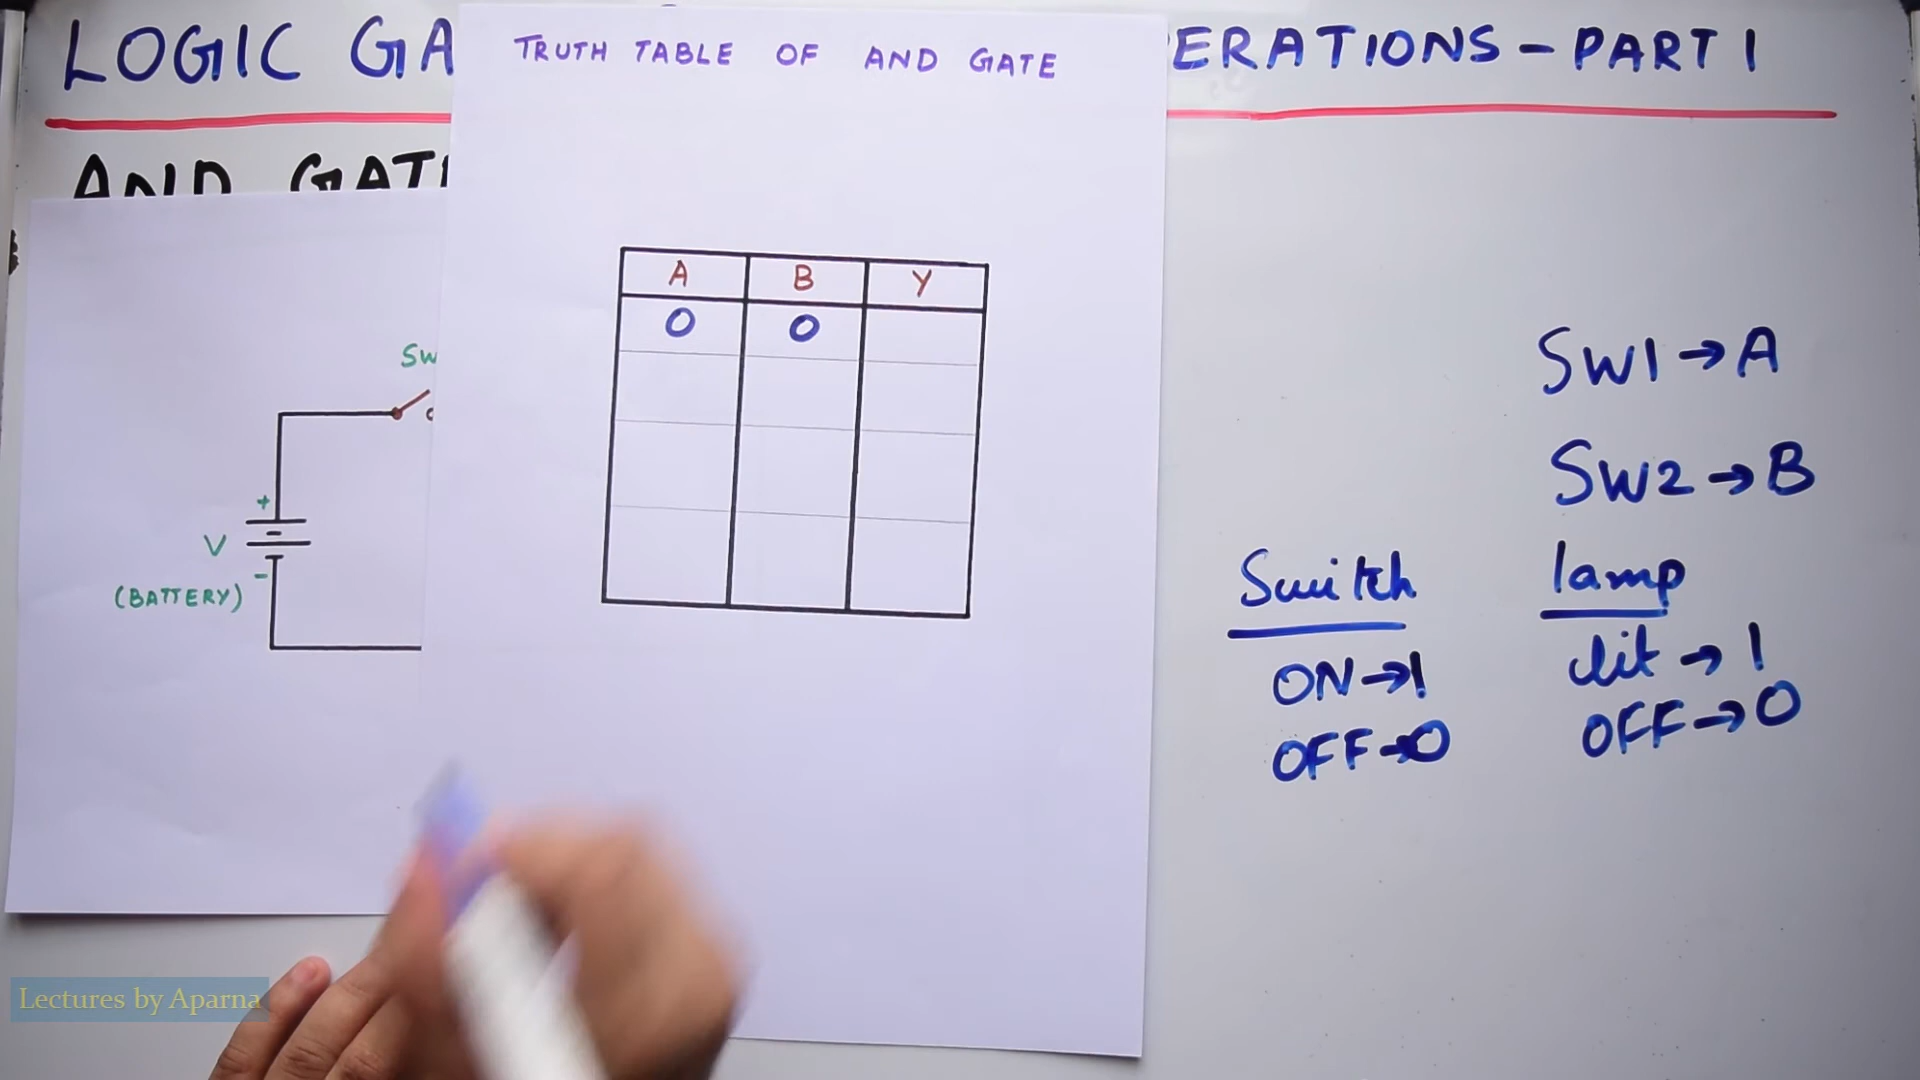 LOGIC GA ERATIONS - PART 1
TRUTH TABLE OF AND GATE
AND GAT
A B Y
0 0
SW
+
V
-
(BATTERY)
SW1 → A
SW2 → B
Switch
ON → 1
OFF → 0
lamp
lit → 1
OFF → 0
Lectures by Aparna